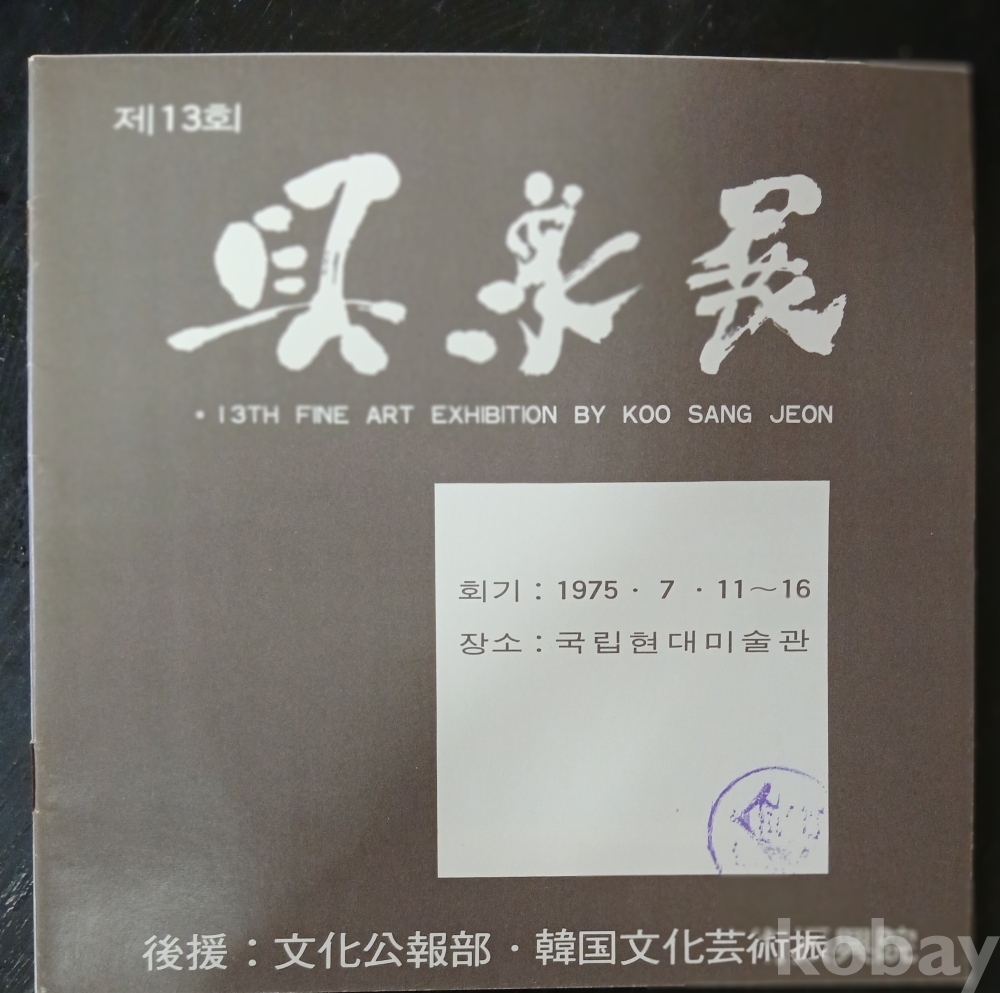 제13회
具象展
• 13TH FINE ART EXHIBITION BY KOO SANG JEON
회기 : 1975 · 7 · 11~16
장소 : 국립현대미술관
後援 : 文化公報部 · 韓国文化芸術振
kobay